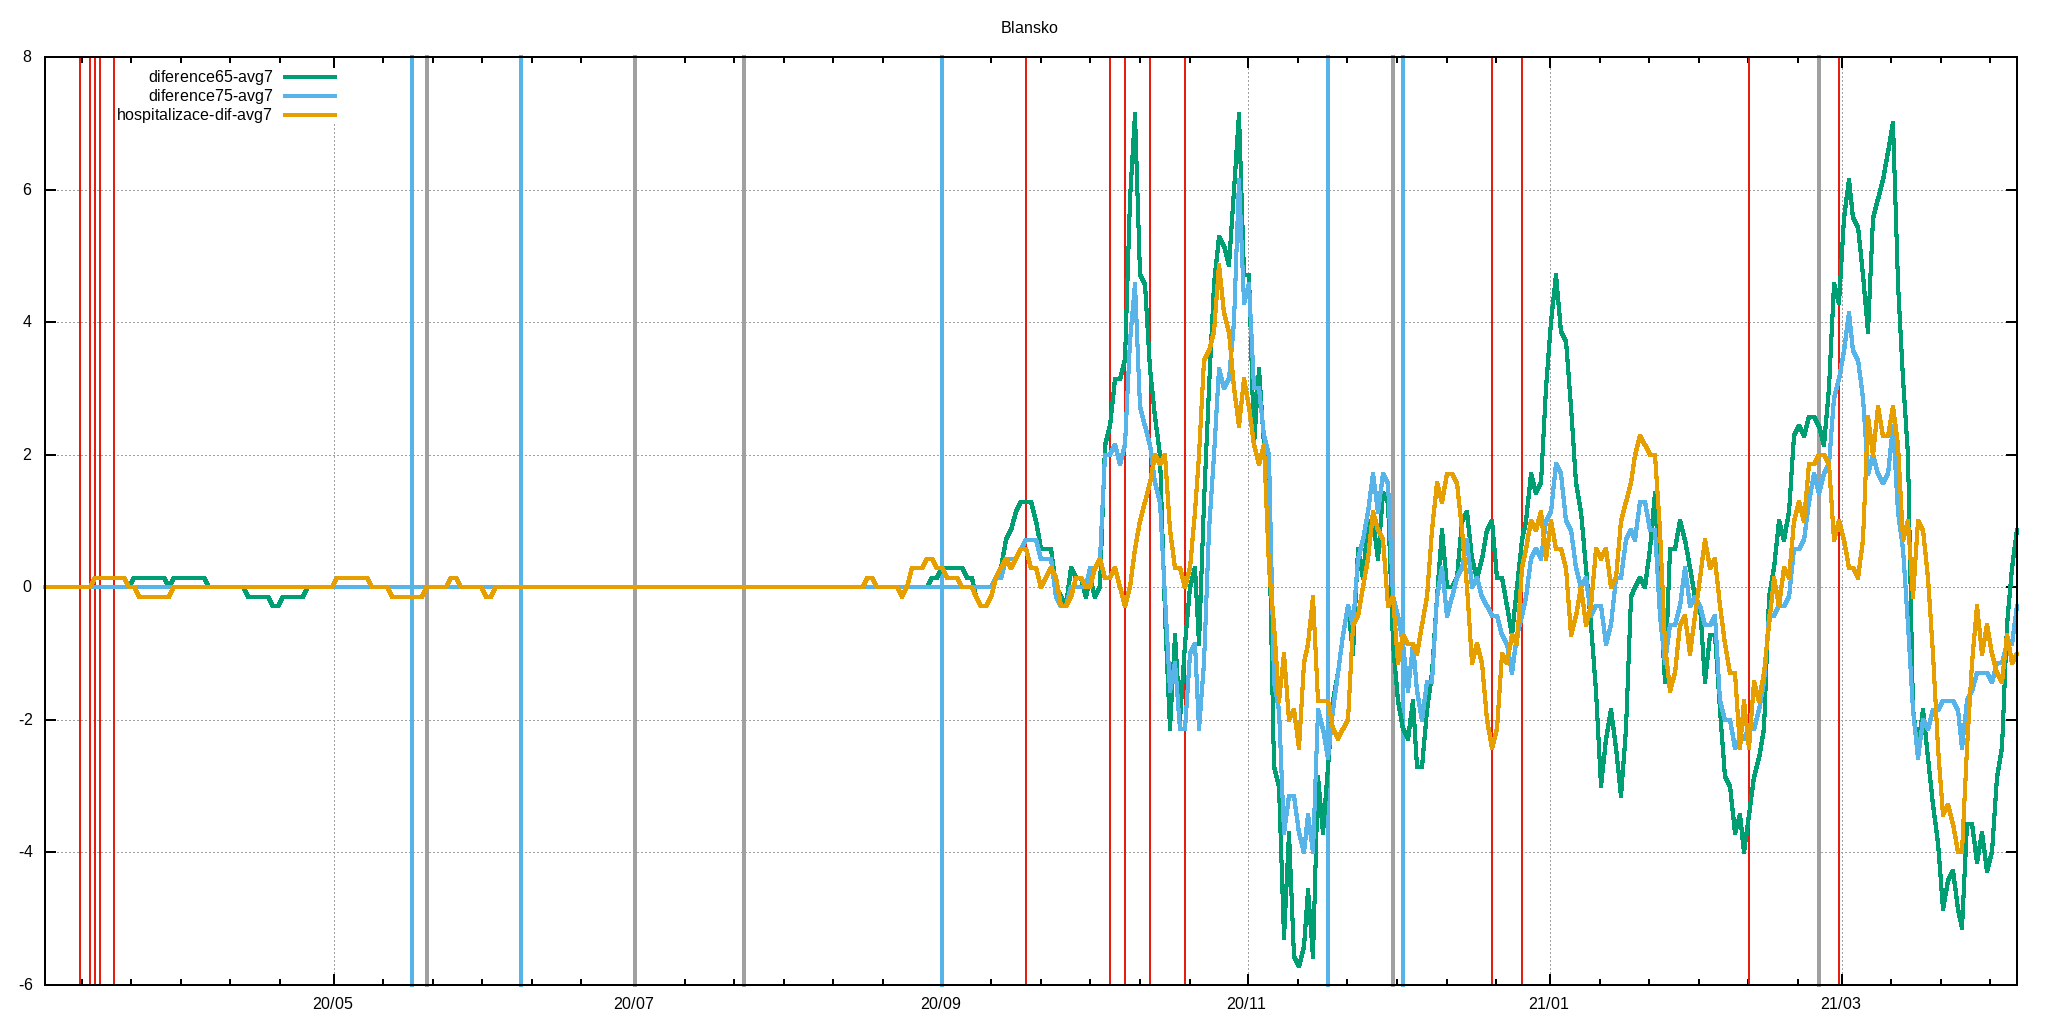 Blansko
diference65-avg7
diference75-avg7
hospitalizace-dif-avg7
8
6
4
2
0
-2
-4
-6
20/05 20/07 20/09 20/11 21/01 21/03